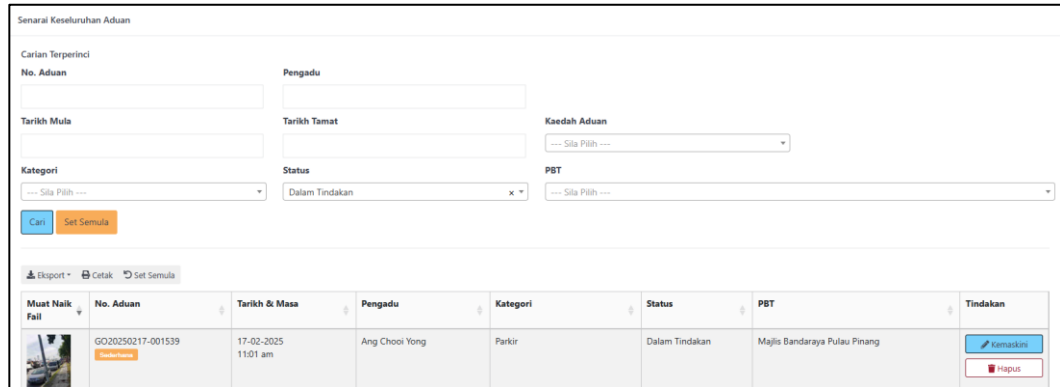 Senarai Keseluruhan Aduan
Carian Terperinci
No. Aduan Pengadu
Tarikh Mula Tarikh Tamat Kaedah Aduan
--- Sila Pilih ---
Kategori Status PBT
--- Sila Pilih --- Dalam Tindakan x --- Sila Pilih ---
Cari Set Semula
Eksport Cetak Set Semula
Muat Naik Fail No. Aduan Tarikh & Masa Pengadu Kategori Status PBT Tindakan
GO20250217-001539 17-02-2025 Ang Chooi Yong Parkir Dalam Tindakan Majlis Bandaraya Pulau Pinang Kemaskini
Sederhana 11:01 am
Hapus